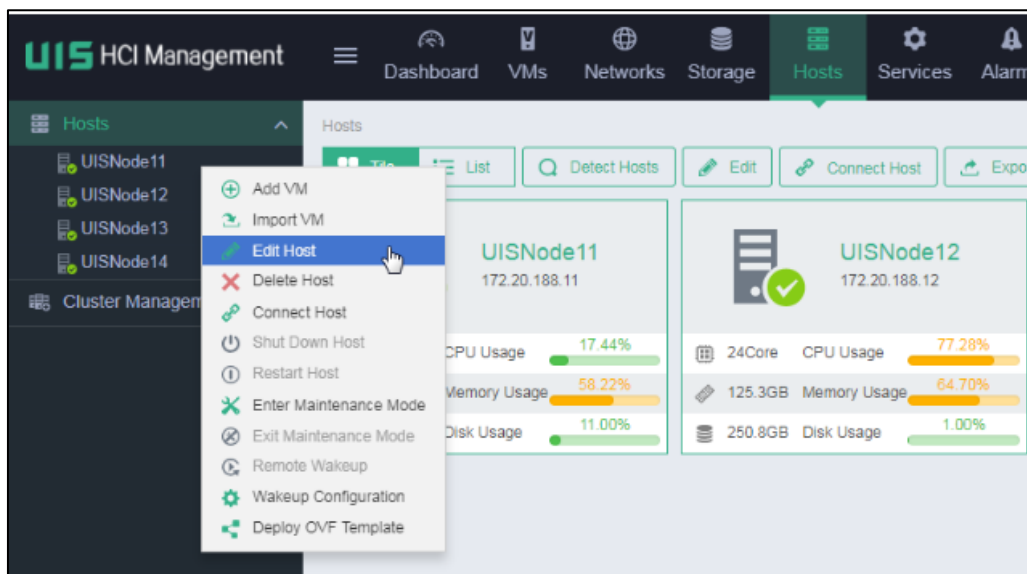 UIS HCI Management
Dashboard VMs Networks Storage Hosts Services Alarm
Hosts
UISNode11
UISNode12
UISNode13
UISNode14
Cluster Managem
Hosts
List Detect Hosts Edit Connect Host Expo
Add VM
Import VM
Edit Host
Delete Host
Connect Host
Shut Down Host
Restart Host
Enter Maintenance Mode
Exit Maintenance Mode
Remote Wakeup
Wakeup Configuration
Deploy OVF Template
UISNode11
172.20.188.11
CPU Usage 17.44%
Memory Usage 58.22%
Disk Usage 11.00%
UISNode12
172.20.188.12
24Core CPU Usage 77.28%
125.3GB Memory Usage 64.70%
250.8GB Disk Usage 1.00%